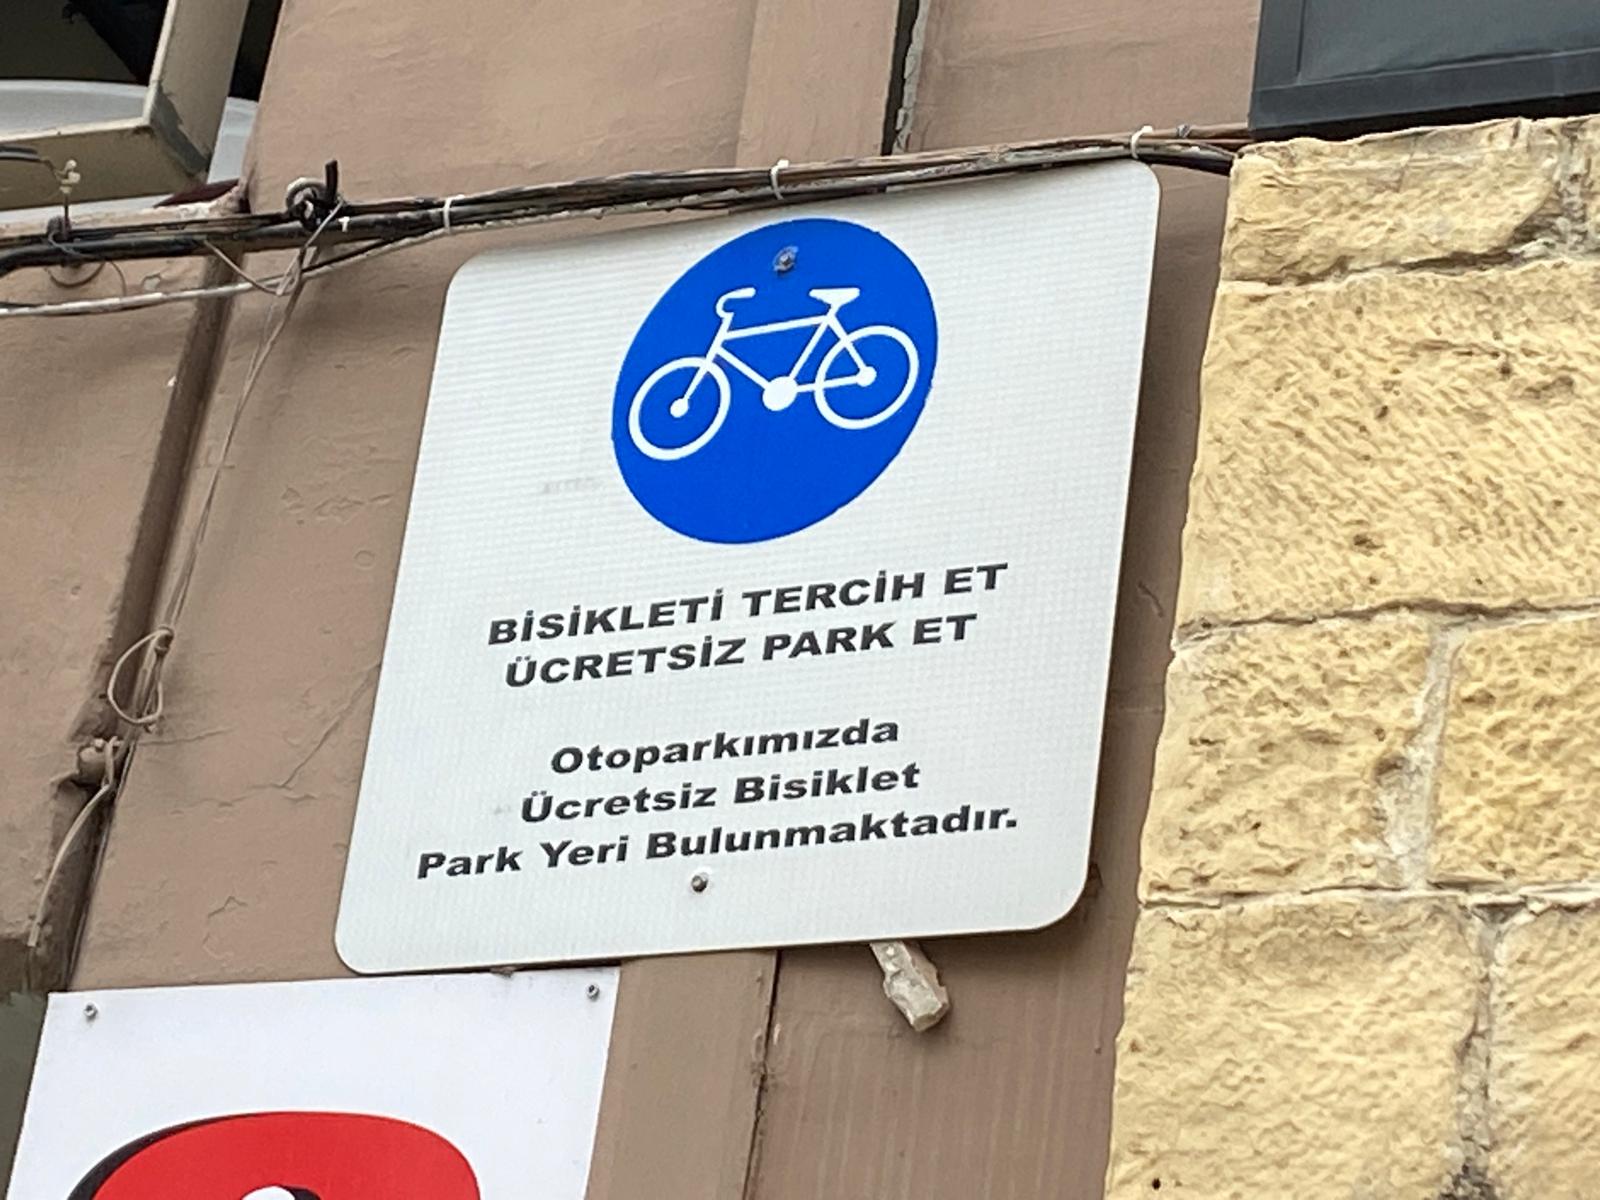 BİSİKLETİ TERCİH ET
ÜCRETSİZ PARK ET
Otoparkımızda
Ücretsiz Bisiklet
Park Yeri Bulunmaktadır.